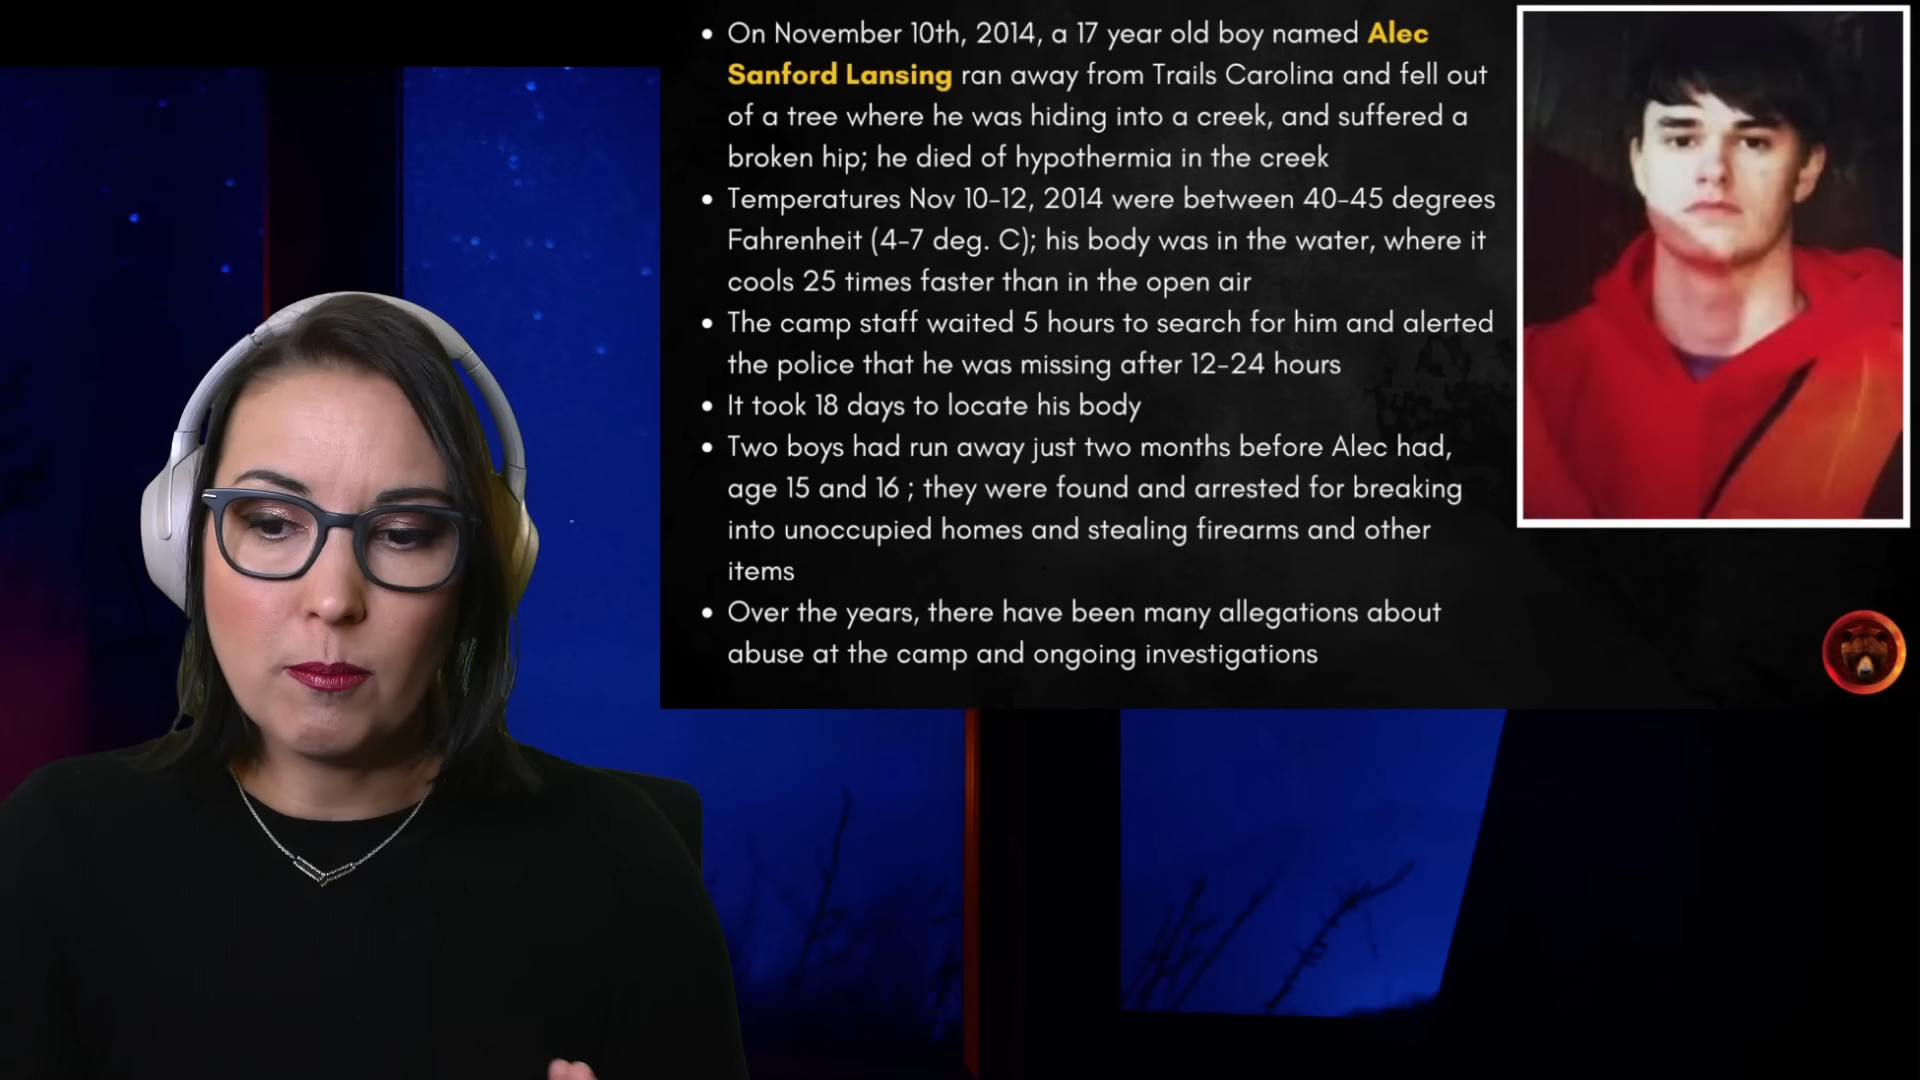 • On November 10th, 2014, a 17 year old boy named Alec
Sanford Lansing ran away from Trails Carolina and fell out
of a tree where he was hiding into a creek, and suffered a
broken hip; he died of hypothermia in the creek
• Temperatures Nov 10-12, 2014 were between 40-45 degrees
Fahrenheit (4-7 deg. C); his body was in the water, where it
cools 25 times faster than in the open air
• The camp staff waited 5 hours to search for him and alerted
the police that he was missing after 12-24 hours
• It took 18 days to locate his body
• Two boys had run away just two months before Alec had,
age 15 and 16 ; they were found and arrested for breaking
into unoccupied homes and stealing firearms and other
items
• Over the years, there have been many allegations about
abuse at the camp and ongoing investigations